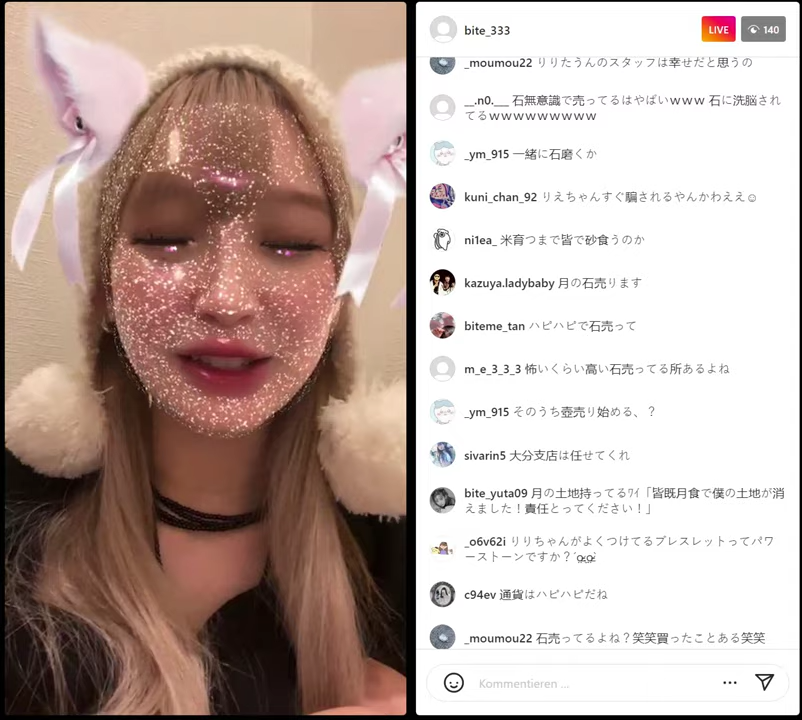 bite_333
LIVE
140
_moumou22 りりたうんのスタッフは幸せだと思うの
__.n0.___ 石無意識で売ってるはやばいｗｗｗ 石に洗脳され
てるｗｗｗｗｗｗｗｗｗ
_ym_915 一緒に石磨くか
kuni_chan_92 りえちゃんすぐ騙されるやんかわええ☺
ni1ea_ 米育つまで皆で砂食うのか
kazuya.ladybaby 月の石売ります
biteme_tan ハピハピで石売って
m_e_3_3_3 怖いくらい高い石売ってる所あるよね
_ym_915 そのうち壺売り始める、？
sivarin5 大分支店は任せてくれ
bite_yuta09 月の土地持ってるﾜｲ「皆既月食で僕の土地が消
えました！責任とってください！」
_o6v62i りりちゃんがよくつけてるブレスレットってパワ
ーストーンですか？
c94ev 通貨はハピハピだね
_moumou22 石売ってるよね？笑笑買ったことある笑笑
Kommentieren ...